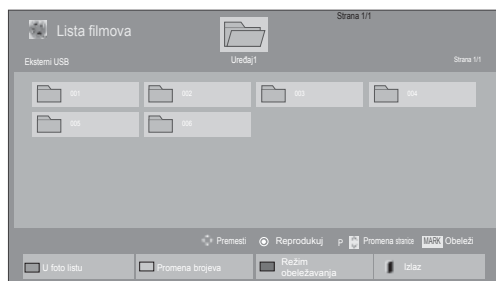 Strana 1/1
Lista filmova
Eksterni USB
Uređaj1
Strana 1/1
001
002
003
004
005
006
Premesti
Reprodukuj
P
Promena stanice
MARK Obeleži
U foto listu
Promena brojeva
Režim
obeležavanja
Izlaz